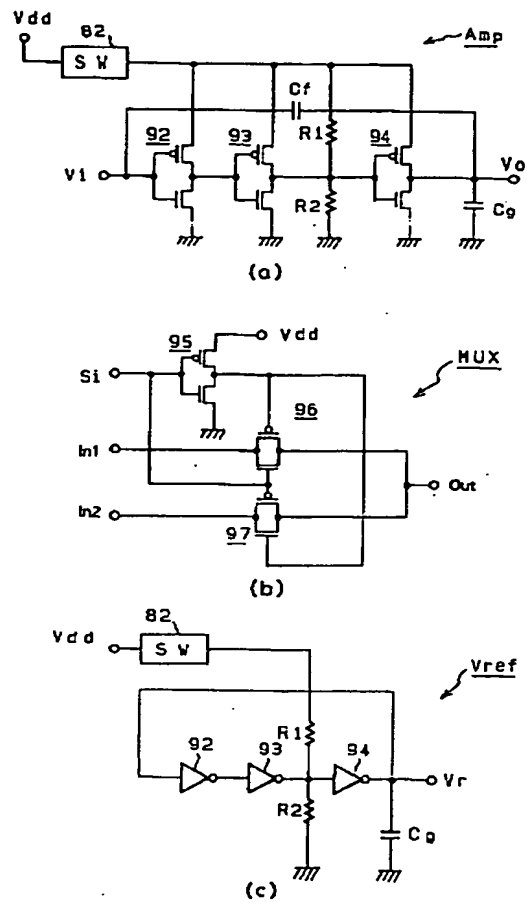 Vdd
82
SW
Amp
Cf
92
93
R1
94
Vi
Vo
R2
Cg
(a)
95
Vdd
Si
MUX
96
In1
Out
In2
97
(b)
82
Vdd
SW
Vref
R1
92
93
94
Vr
R2
Cg
(c)